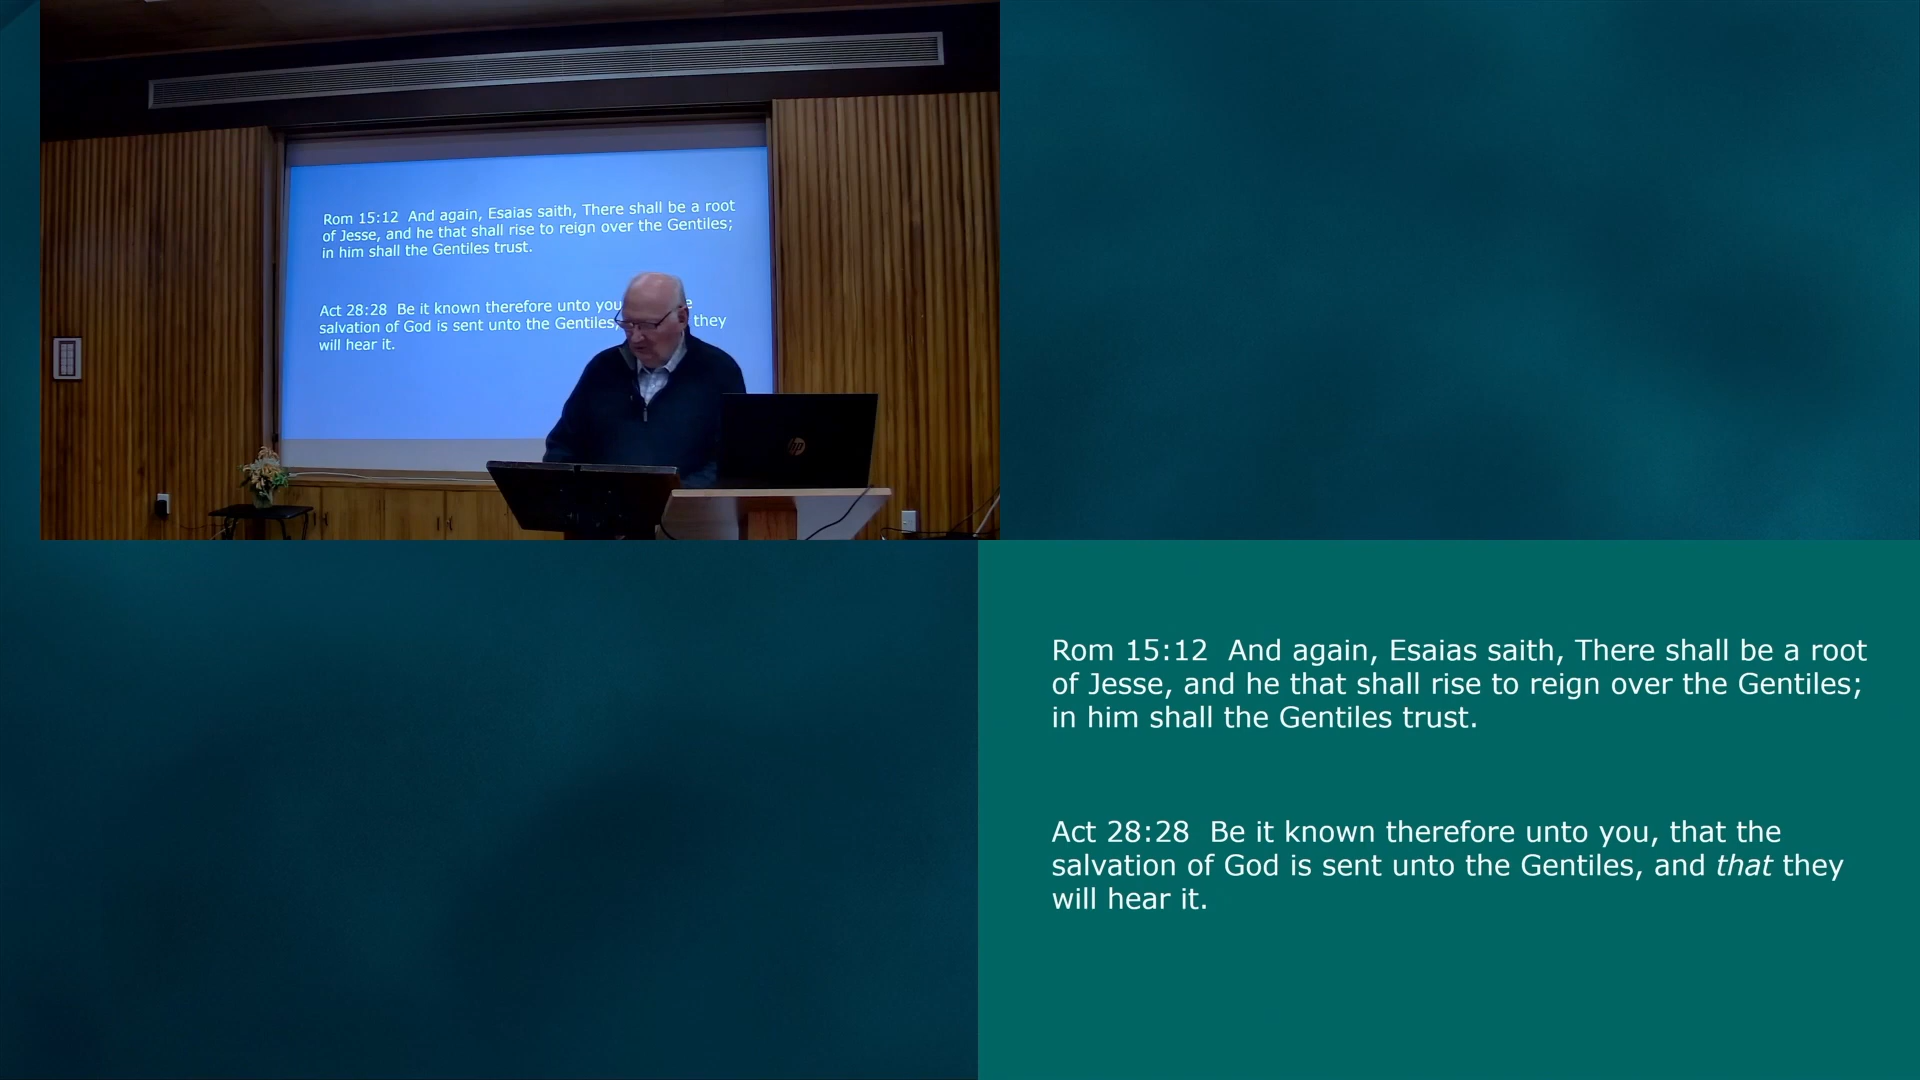 Rom 15:12  And again, Esaias saith, There shall be a root
of Jesse, and he that shall rise to reign over the Gentiles;
in him shall the Gentiles trust.
Act 28:28  Be it known therefore unto you
salvation of God is sent unto the Gentiles, they
will hear it.
hp
Rom 15:12  And again, Esaias saith, There shall be a root
of Jesse, and he that shall rise to reign over the Gentiles;
in him shall the Gentiles trust.
Act 28:28  Be it known therefore unto you, that the
salvation of God is sent unto the Gentiles, and that they
will hear it.